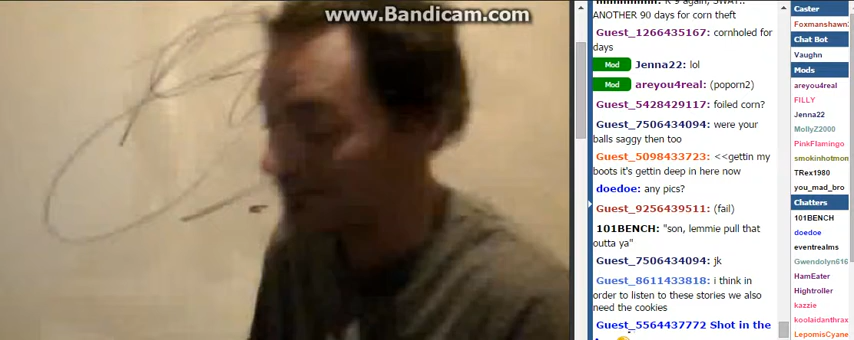 www.Bandicam.com
ANOTHER 90 days for corn theft
Guest_1266435167: cornholed for
days
Mod Jenna22: lol
Mod areyou4real: (poporn2)
Guest_5428429117: foiled corn?
Guest_7506434094: were your
balls saggy then too
Guest_5098433723: <<gettin my
boots it's gettin deep in here now
doedoe: any pics?
Guest_9256439511: (fail)
101BENCH: "son, lemmie pull that
outta ya"
Guest_7506434094: jk
Guest_8611433818: i think in
order to listen to these stories we also
need the cookies
Guest_5564437772 Shot in the
Caster
Foxmanshawn2
Chat Bot
Vaughn
Mods
areyou4real
FILLY
Jenna22
MollyZ2000
PinkFlamingo
smokinhotmon
TRex1980
you_mad_bro
Chatters
101BENCH
doedoe
eventrealms
Gwendolyn616
HamEater
Hightroller
kazzie
koolaidanthrax
LepomisCyane